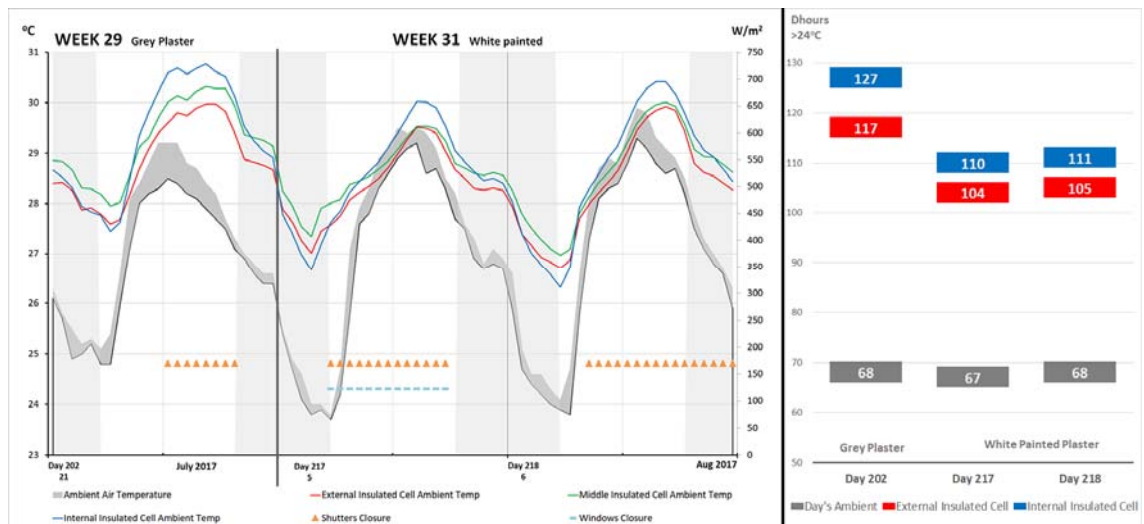 ºC
WEEK 29 Grey Plaster
WEEK 31 White painted
W/m²
31
30
29
28
27
26
25
24
23
750
700
650
600
550
500
450
400
350
300
250
200
150
100
50
0
Day 202
21
July 2017
Day 217
5
Day 218
6
Aug 2017
Ambient Air Temperature
External Insulated Cell Ambient Temp
Middle Insulated Cell Ambient Temp
Internal Insulated Cell Ambient Temp
Shutters Closure
Windows Closure
Dhours
>24ºC
130
120
110
100
90
80
70
60
50
127
117
68
110
104
67
111
105
68
Grey Plaster
White Painted Plaster
Day 202
Day 217
Day 218
Day's Ambient
External Insulated Cell
Internal Insulated Cell